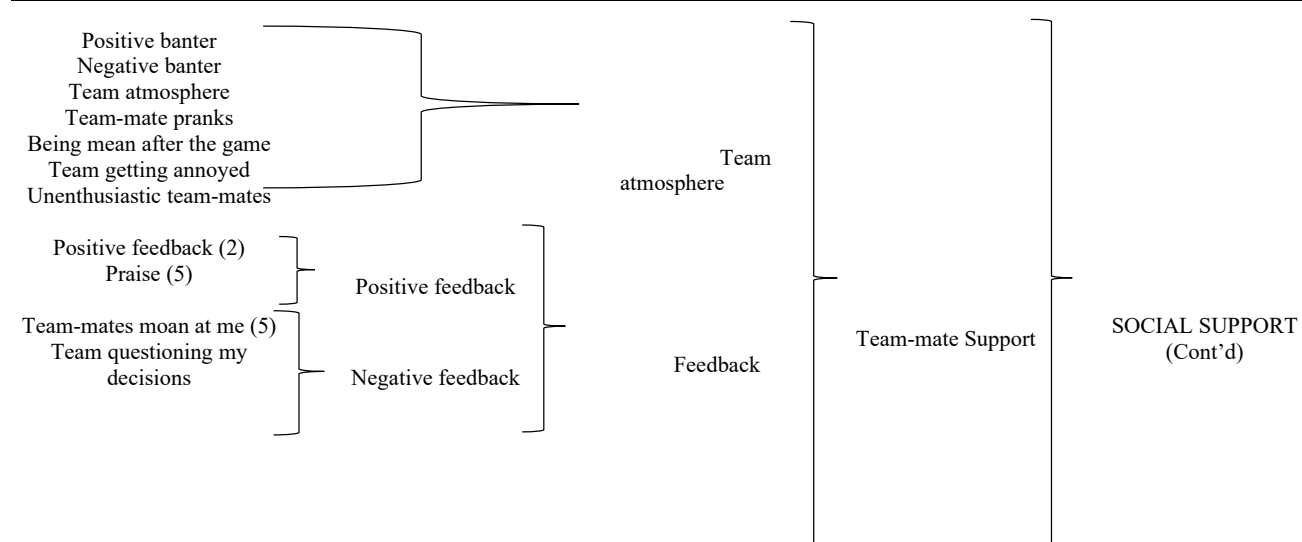 Positive banter
Negative banter
Team atmosphere
Team-mate pranks
Being mean after the game
Team getting annoyed
Unenthusiastic team-mates
Team
atmosphere
Positive feedback (2)
Praise (5)
Positive feedback
Team-mates moan at me (5)
Team questioning my
decisions
Negative feedback
Feedback
Team-mate Support
SOCIAL SUPPORT
(Cont’d)